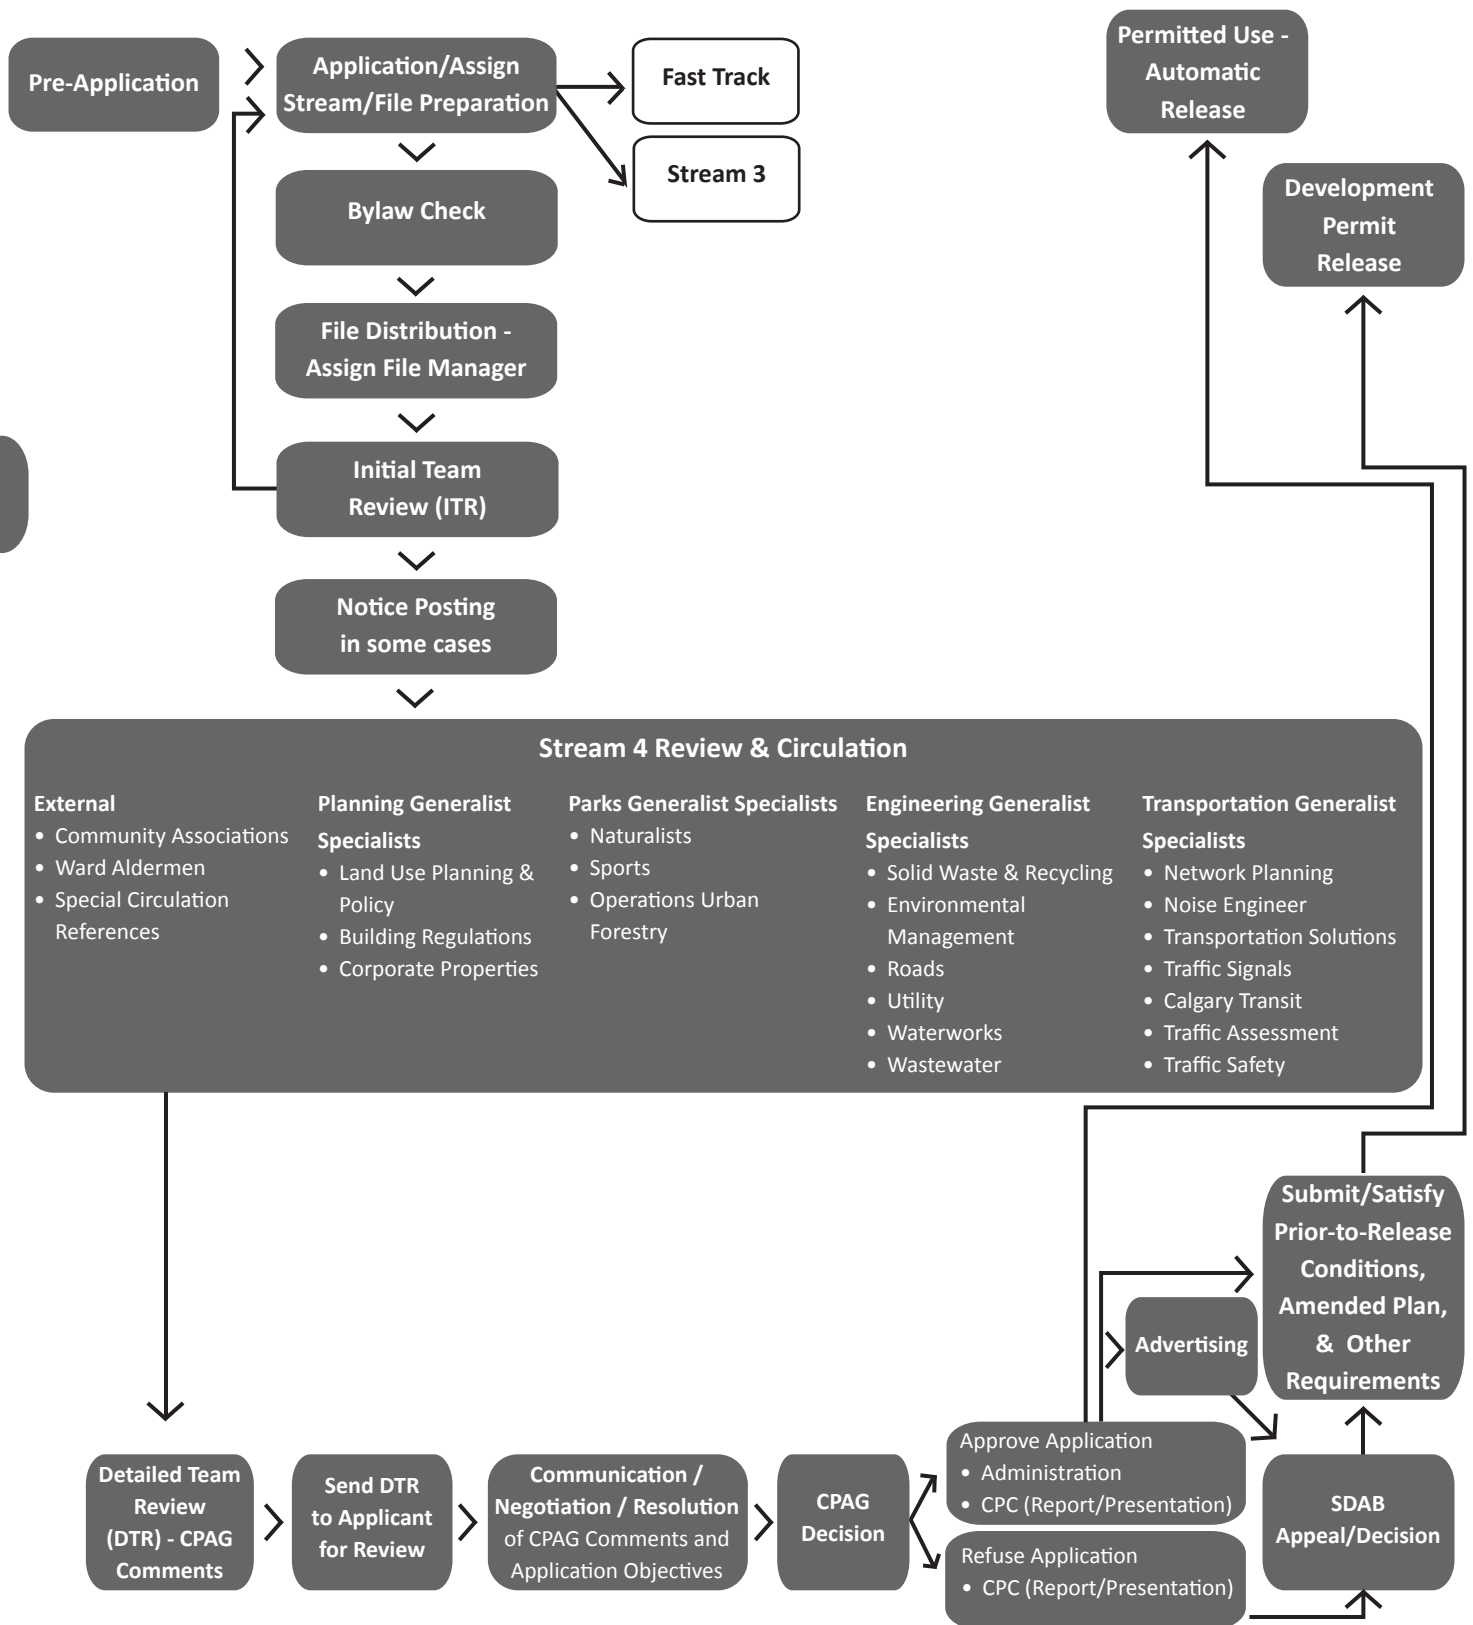 Pre-Application
Application/Assign
Stream/File Preparation
Fast Track
Stream 3
Permitted Use -
Automatic
Release
Development
Permit
Release
Bylaw Check
File Distribution -
Assign File Manager
Initial Team
Review (ITR)
Notice Posting
in some cases
Stream 4 Review & Circulation
External
• Community Associations
• Ward Aldermen
• Special Circulation
References
Planning Generalist
Specialists
• Land Use Planning &
Policy
• Building Regulations
• Corporate Properties
Parks Generalist Specialists
• Naturalists
• Sports
• Operations Urban
Forestry
Engineering Generalist
Specialists
• Solid Waste & Recycling
• Environmental
Management
• Roads
• Utility
• Waterworks
• Wastewater
Transportation Generalist
Specialists
• Network Planning
• Noise Engineer
• Transportation Solutions
• Traffic Signals
• Calgary Transit
• Traffic Assessment
• Traffic Safety
Detailed Team
Review
(DTR) - CPAG
Comments
Send DTR
to Applicant
for Review
Communication /
Negotiation / Resolution
of CPAG Comments and
Application Objectives
CPAG
Decision
Approve Application
• Administration
• CPC (Report/Presentation)
Refuse Application
• CPC (Report/Presentation)
Advertising
Submit/Satisfy
Prior-to-Release
Conditions,
Amended Plan,
& Other
Requirements
SDAB
Appeal/Decision